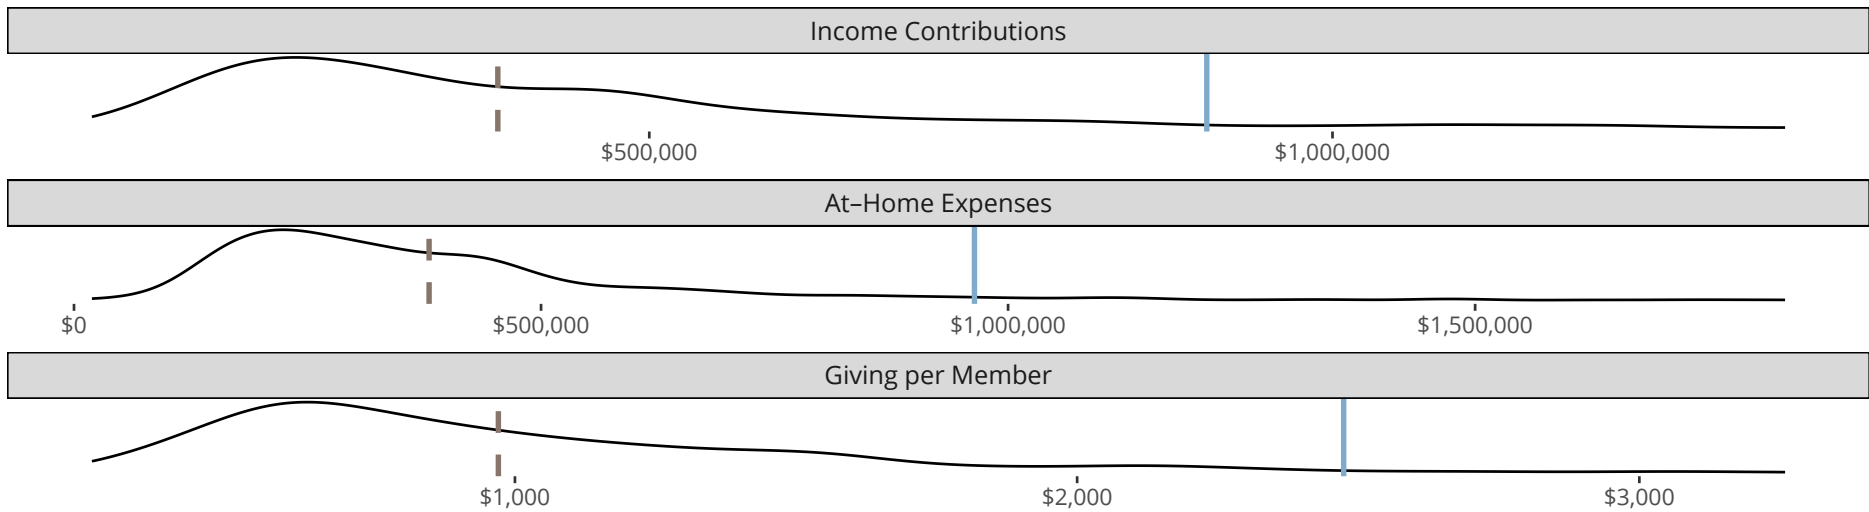 Income Contributions
$500,000 $1,000,000
At–Home Expenses
$0 $500,000 $1,000,000 $1,500,000
Giving per Member
$1,000 $2,000 $3,000